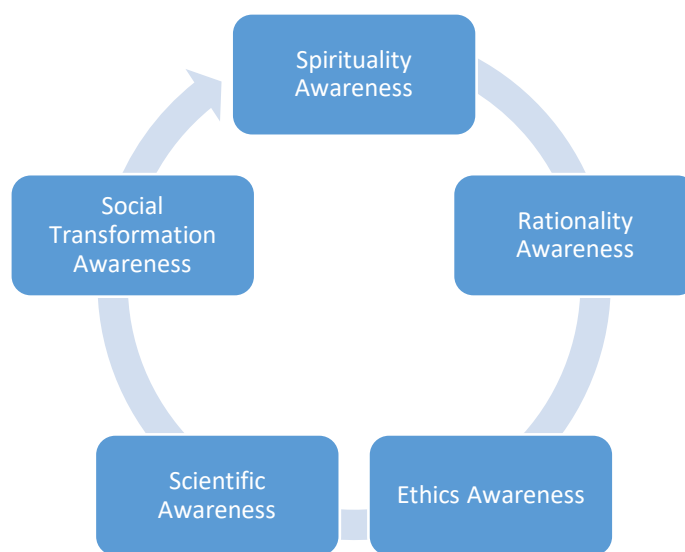 Spirituality
Awareness
Rationality
Awareness
Ethics Awareness
Scientific
Awareness
Social
Transformation
Awareness